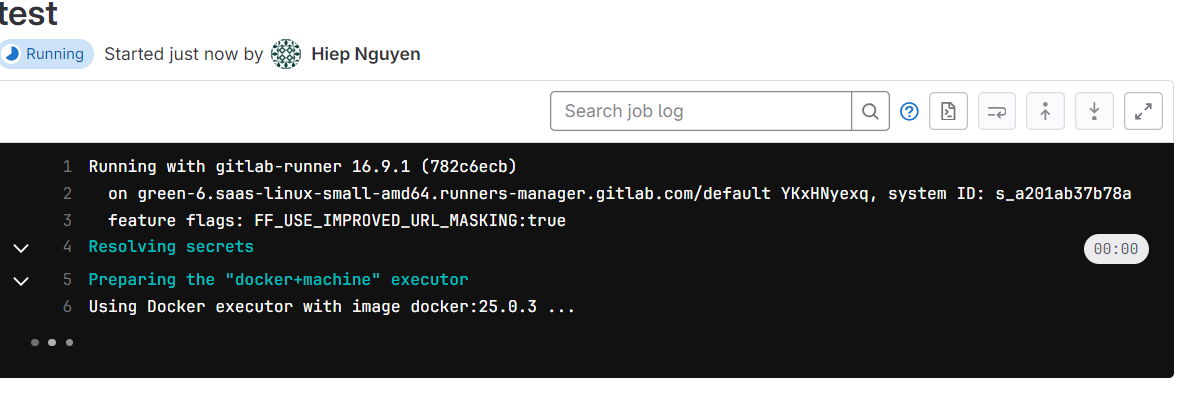 test
Running Started just now by Hiep Nguyen
Search job log
1 Running with gitlab-runner 16.9.1 (782c6ecb)
2 on green-6.saas-linux-small-amd64.runners-manager.gitlab.com/default YKxHNyexq, system ID: s_a201ab37b78a
3 feature flags: FF_USE_IMPROVED_URL_MASKING:true
4 Resolving secrets 00:00
5 Preparing the "docker+machine" executor
6 Using Docker executor with image docker:25.0.3 ...